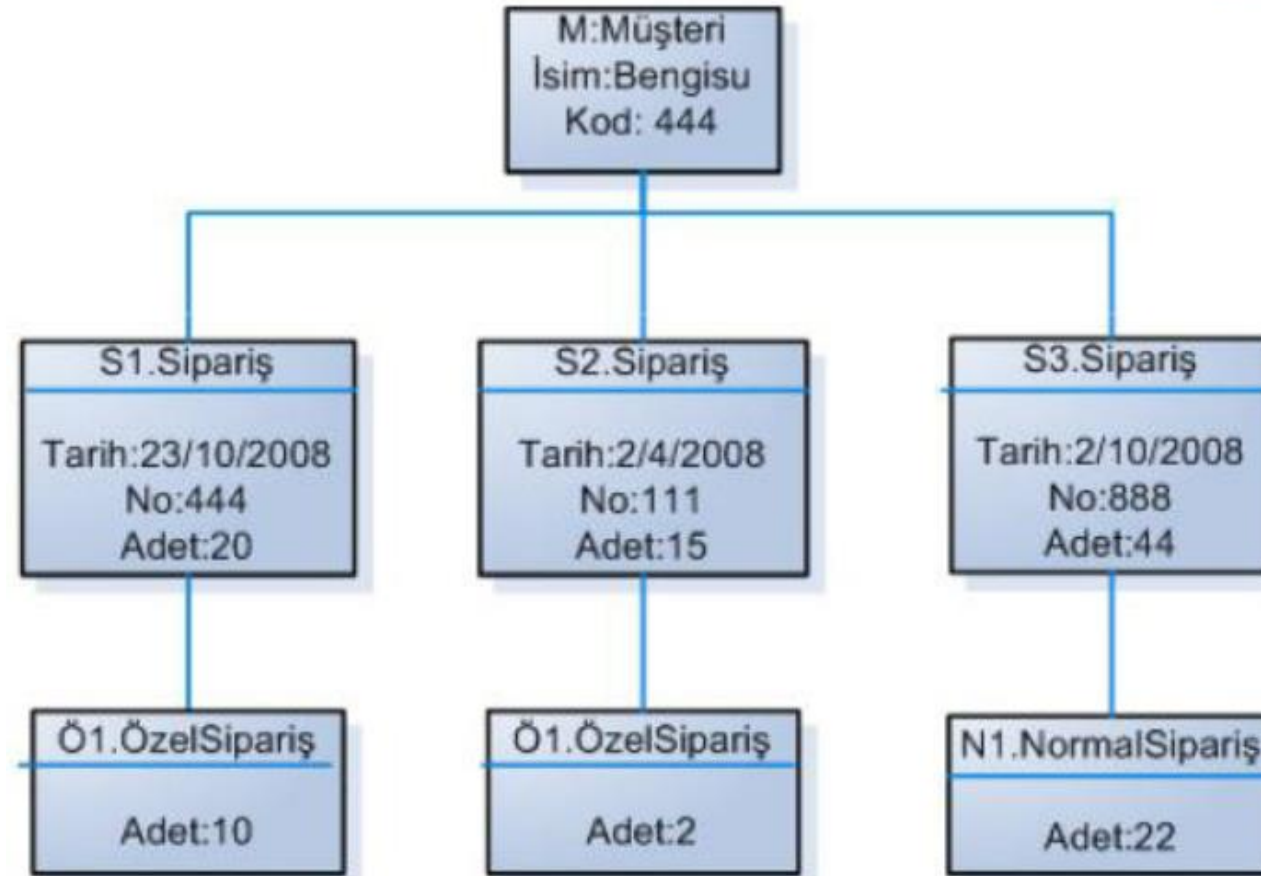 M:Müşteri
İsim:Bengisu
Kod: 444
S1.Sipariş
Tarih:23/10/2008
No:444
Adet:20
S2.Sipariş
Tarih:2/4/2008
No:111
Adet:15
S3.Sipariş
Tarih:2/10/2008
No:888
Adet:44
Ö1.ÖzelSipariş
Adet:10
Ö1.ÖzelSipariş
Adet:2
N1.NormalSipariş
Adet:22